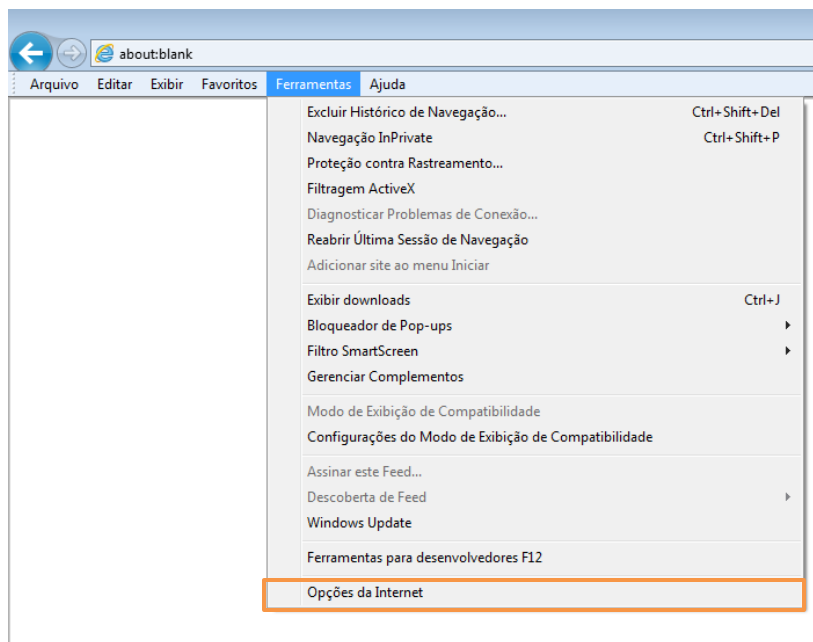 about:blank
Arquivo Editar Exibir Favoritos Ferramentas Ajuda
Excluir Histórico de Navegação... Ctrl+Shift+Del
Navegação InPrivate Ctrl+Shift+P
Proteção contra Rastreamento...
Filtragem ActiveX
Diagnosticar Problemas de Conexão...
Reabrir Última Sessão de Navegação
Adicionar site ao menu Iniciar
Exibir downloads Ctrl+J
Bloqueador de Pop-ups
Filtro SmartScreen
Gerenciar Complementos
Modo de Exibição de Compatibilidade
Configurações do Modo de Exibição de Compatibilidade
Assinar este Feed...
Descoberta de Feed
Windows Update
Ferramentas para desenvolvedores F12
Opções da Internet